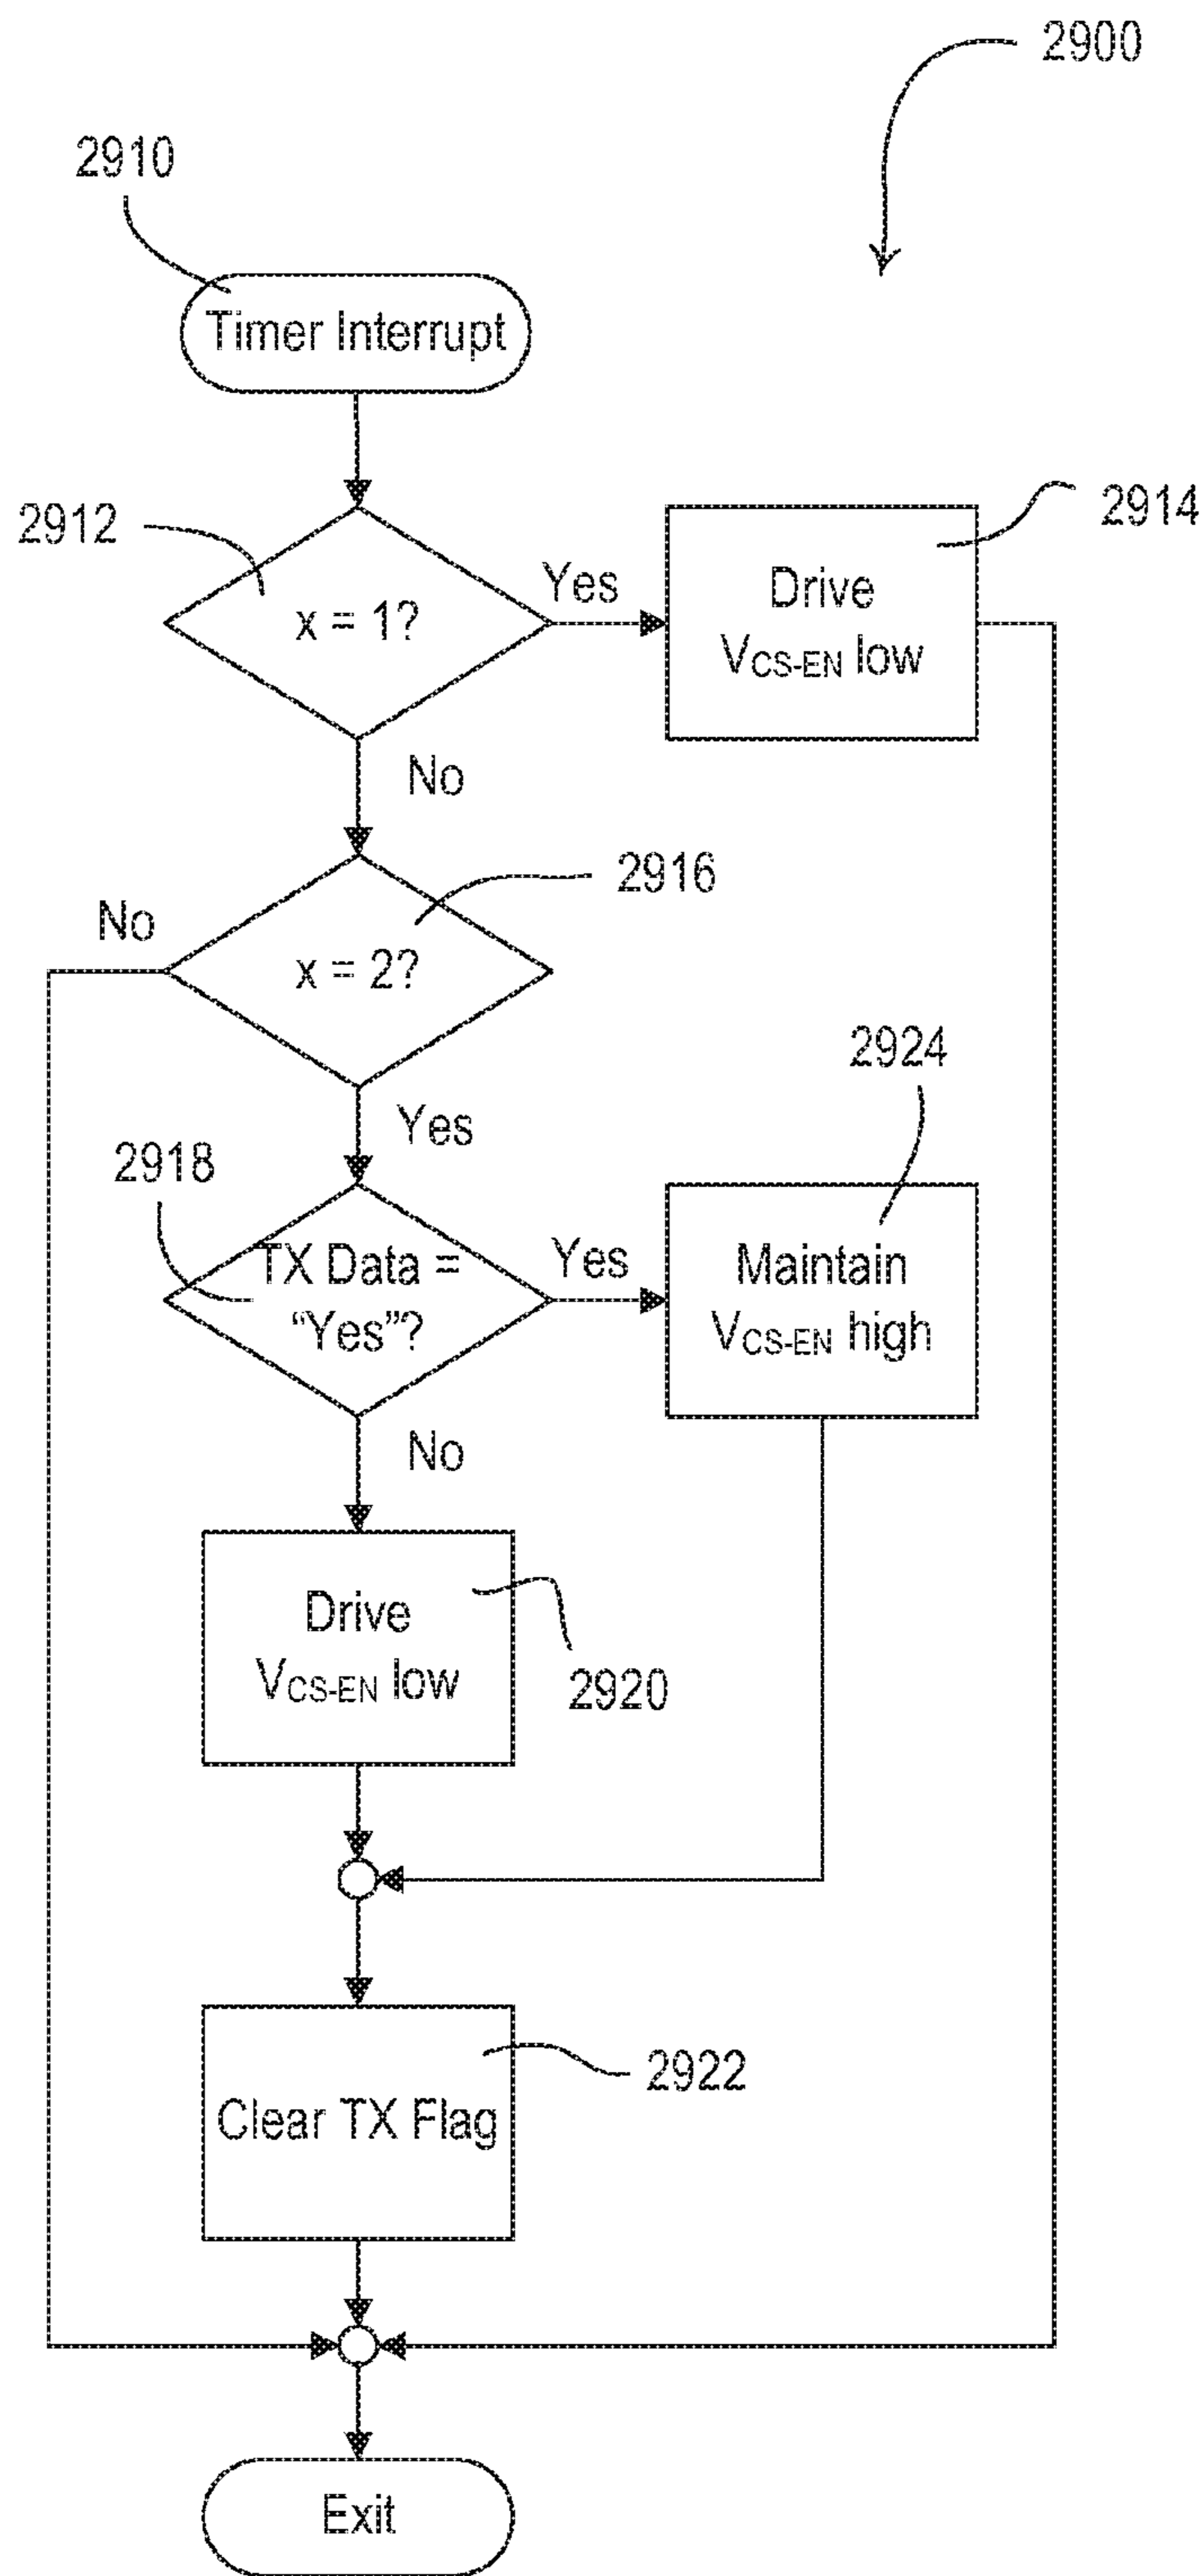 2900
2910
Timer Interrupt
2912
x = 1?
Yes
2914
Drive
VCS-EN low
No
2916
No
x = 2?
2924
Yes
2918
TX Data =
“Yes”?
Yes
Maintain
VCS-EN high
No
Drive
VCS-EN low
2920
2922
Clear TX Flag
Exit